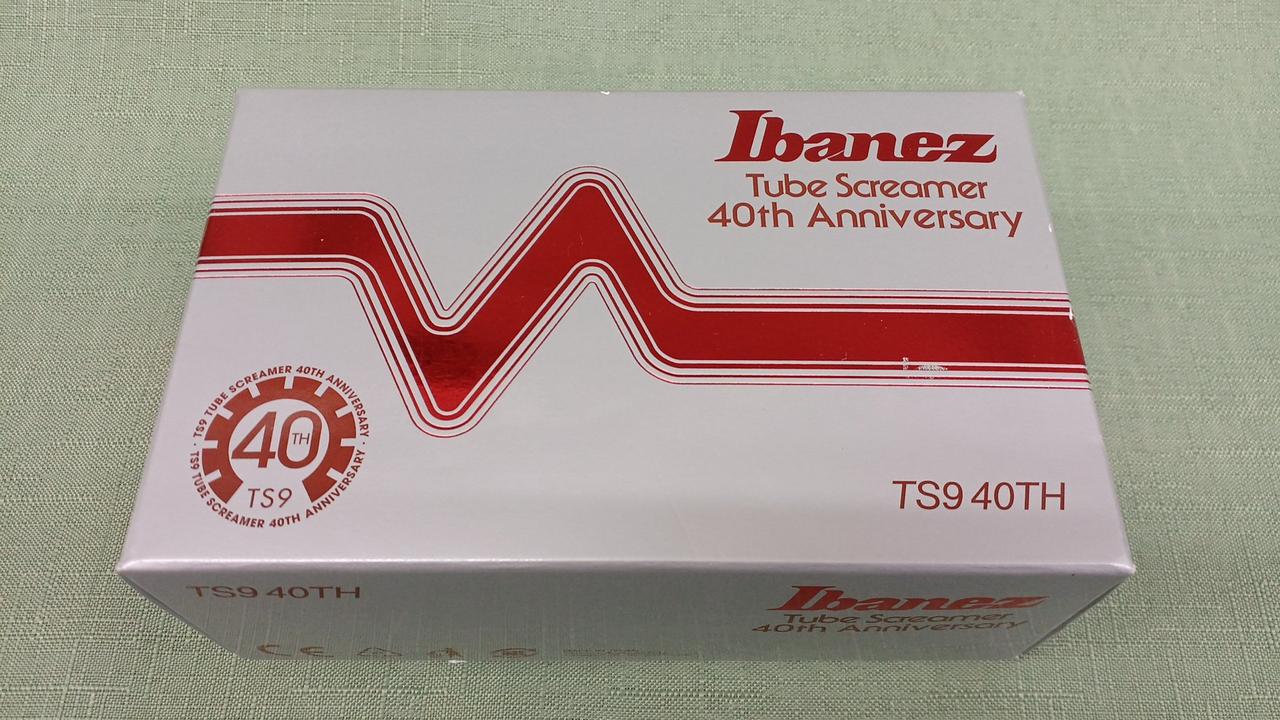 Ibanez
Tube Screamer
40th Anniversary
TS9 TUBE SCREAMER 40TH ANNIVERSARY · TS9 TUBE SCREAMER 40TH ANNIVERSARY ·
40TH
TS9
TS9 40TH
TS9 40TH
Ibanez
Tube Screamer
40th Anniversary
CE